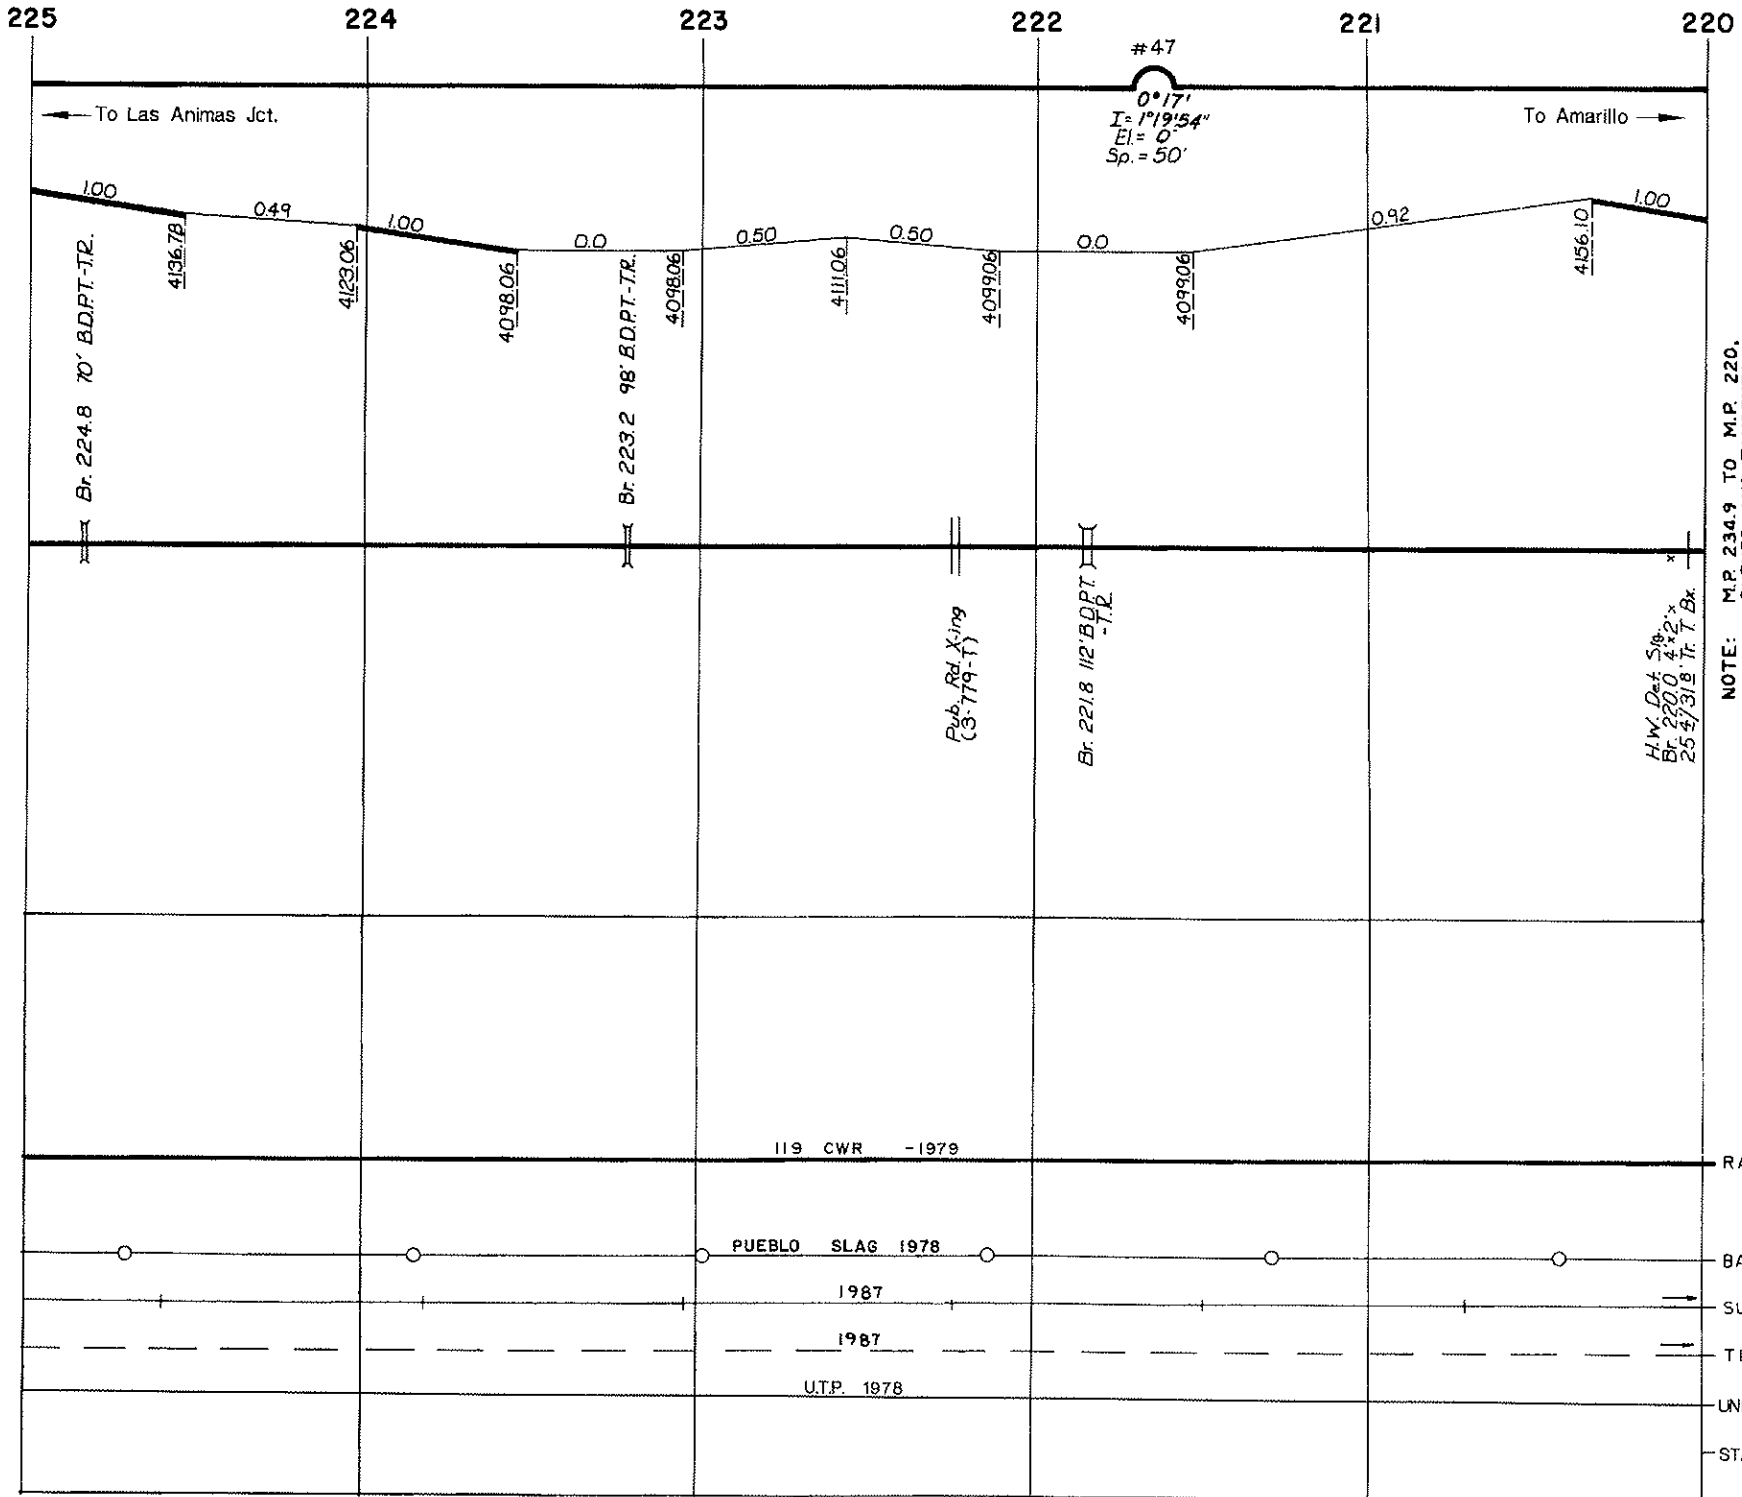 225 224 223 222 221 220
#47
To Las Animas Jct.
0°17'
I= 1°19'54"
El.= 0"
Sp.= 50'
To Amarillo
1.00 0.49 1.00 0.0 0.50 0.50 0.0 0.92 1.00
4136.78 4123.06 4098.06 4098.06 4111.06 4099.06 4099.06 4156.10
Br. 224.8 70' B.D.P.T.-T.R.
Br. 223.2 98' B.D.P.T.-T.R.
Pub. Rd. X-ing
(3-779-T)
Br. 221.8 112' B.D.P.T.
-T.R.
H.W. Det. Sig.
Br. 220.0 4'x2'x
Tr. T. Bx.
NOTE: M.P. 234.9 TO M.P. 220.
119 CWR -1979
RA
PUEBLO SLAG 1978
BA
1987
SU
1987
TI
U.T.P. 1978
UN
ST.